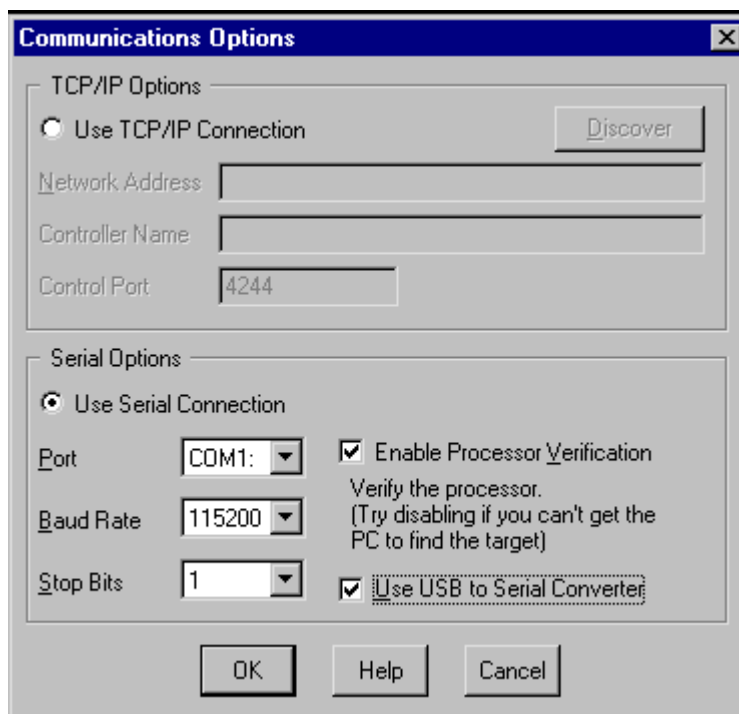 Communications Options
TCP/IP Options
Use TCP/IP Connection
Discover
Network Address
Controller Name
Control Port
4244
Serial Options
Use Serial Connection
Port
COM1:
Enable Processor Verification
Verify the processor.
(Try disabling if you can't get the
PC to find the target)
Baud Rate
115200
Stop Bits
1
Use USB to Serial Converter
OK
Help
Cancel